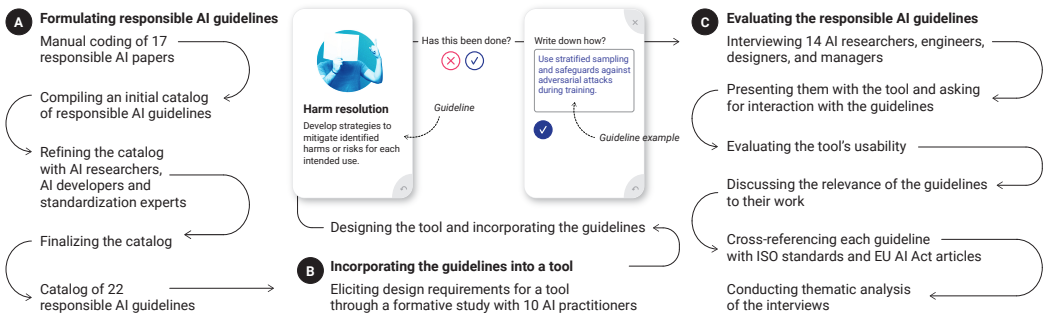 A
Formulating responsible AI guidelines
Manual coding of 17
responsible AI papers
Compiling an initial catalog
of responsible AI guidelines
Refining the catalog
with AI researchers,
AI developers and
standardization experts
Finalizing the catalog
Catalog of 22
responsible AI guidelines
Harm resolution
Develop strategies to
mitigate identified
harms or risks for each
intended use.
Guideline
Has this been done?
Write down how?
Use stratified sampling
and safeguards against
adversarial attacks
during training.
Guideline example
Designing the tool and incorporating the guidelines
B
Incorporating the guidelines into a tool
Eliciting design requirements for a tool
through a formative study with 10 AI practitioners
C
Evaluating the responsible AI guidelines
Interviewing 14 AI researchers, engineers,
designers, and managers
Presenting them with the tool and asking
for interaction with the guidelines
Evaluating the tool's usability
Discussing the relevance of the guidelines
to their work
Cross-referencing each guideline
with ISO standards and EU AI Act articles
Conducting thematic analysis
of the interviews